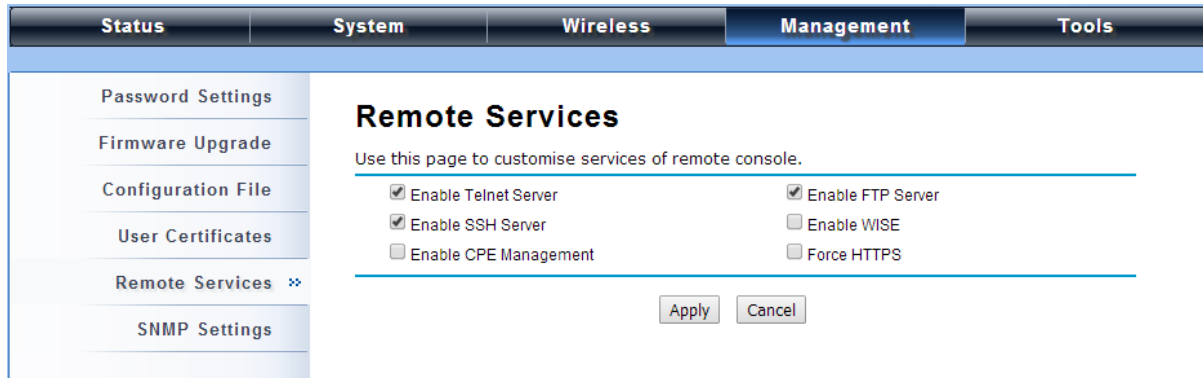 Status System Wireless Management Tools
Password Settings
Firmware Upgrade
Configuration File
User Certificates
Remote Services »
SNMP Settings
Remote Services
Use this page to customise services of remote console.
Enable Telnet Server Enable FTP Server
Enable SSH Server Enable WISE
Enable CPE Management Force HTTPS
Apply Cancel